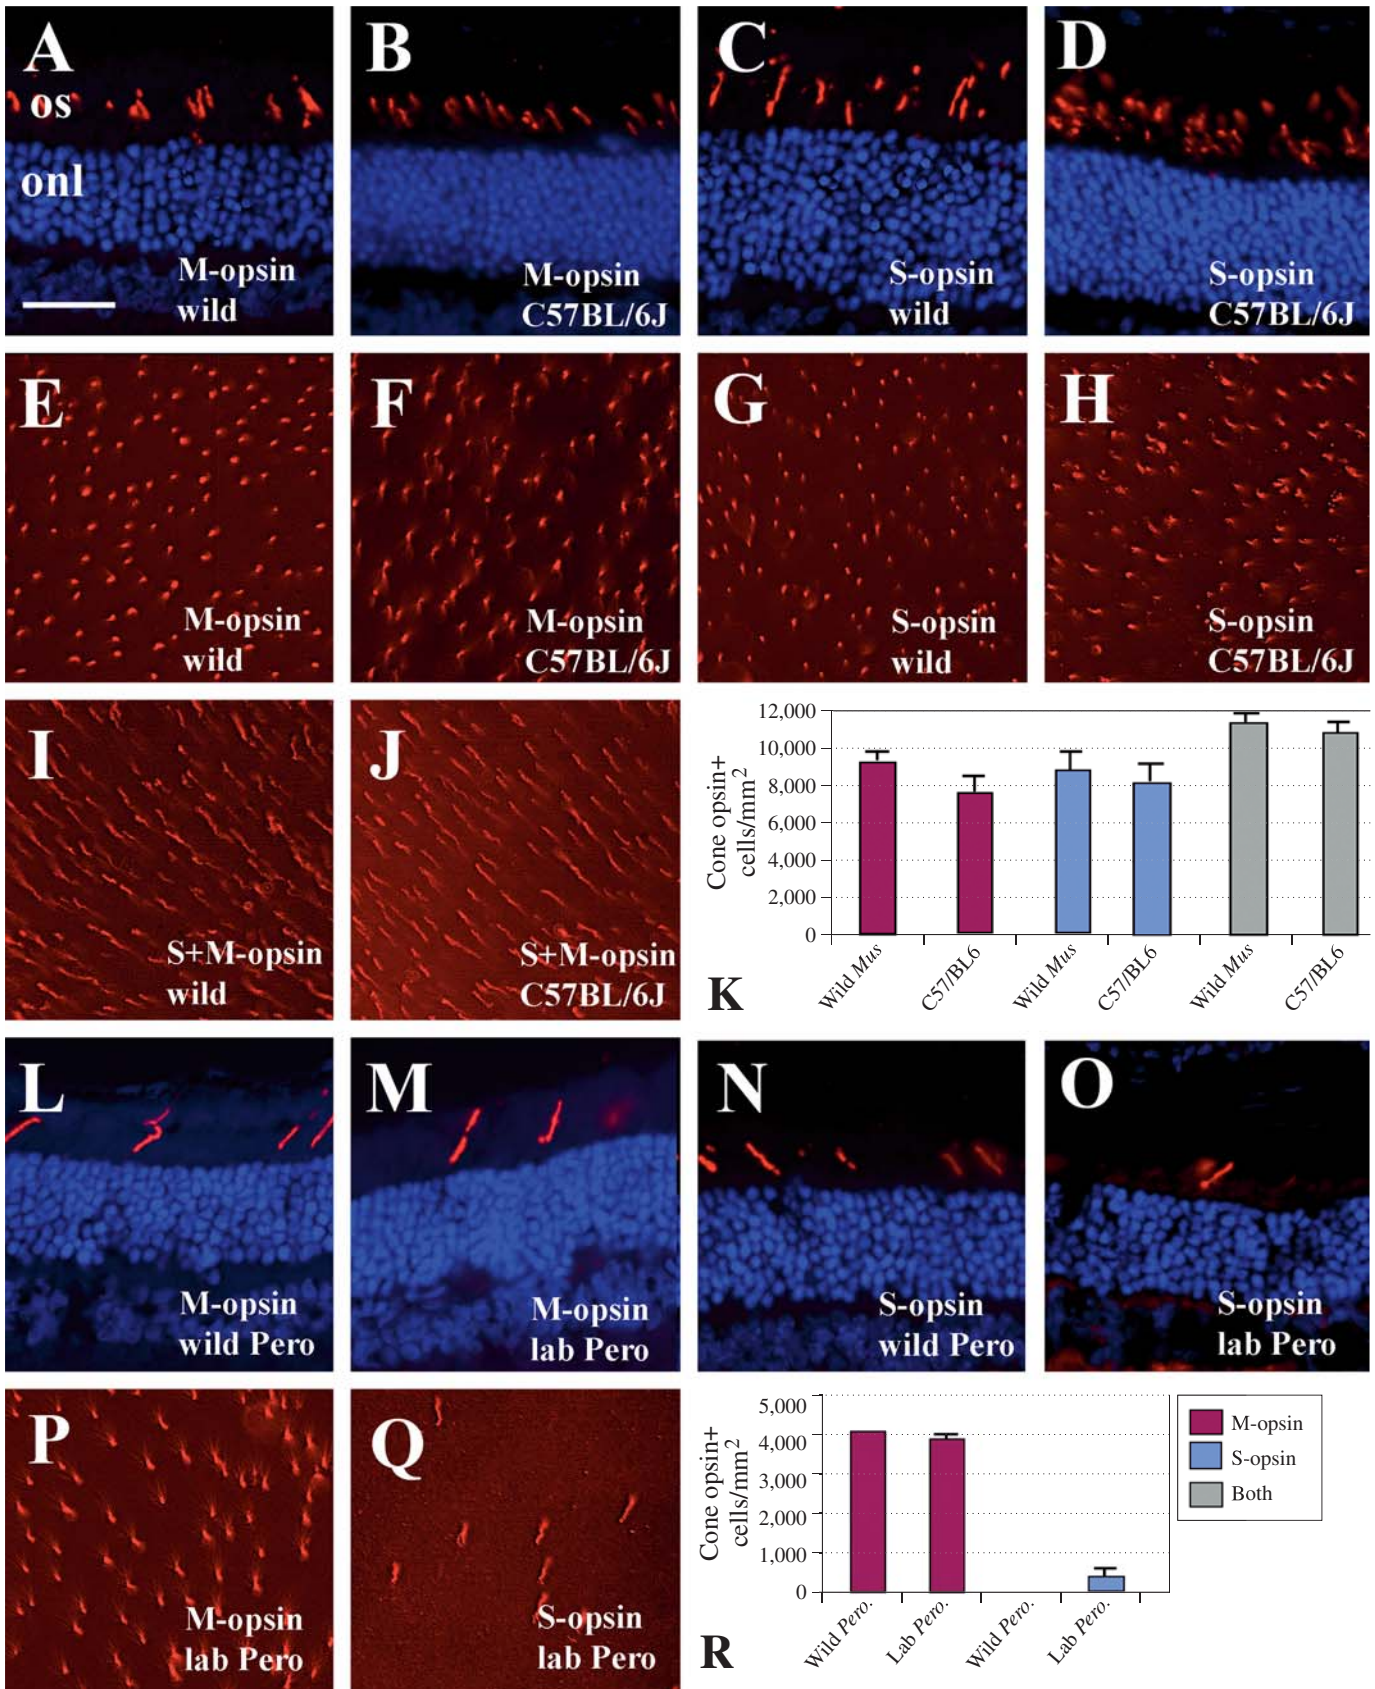 A
os
onl
M-opsin
wild
B
M-opsin
C57BL/6J
C
S-opsin
wild
D
S-opsin
C57BL/6J
E
M-opsin
wild
F
M-opsin
C57BL/6J
G
S-opsin
wild
H
S-opsin
C57BL/6J
I
S+M-opsin
wild
J
S+M-opsin
C57BL/6J
K
Cone opsin+
cells/mm2
12,000
10,000
8,000
6,000
4,000
2,000
0
Wild Mus
C57/BL6
Wild Mus
C57/BL6
Wild Mus
C57/BL6
L
M-opsin
wild Pero
M
M-opsin
lab Pero
N
S-opsin
wild Pero
O
S-opsin
lab Pero
P
M-opsin
lab Pero
Q
S-opsin
lab Pero
R
Cone opsin+
cells/mm2
5,000
4,000
3,000
2,000
1,000
0
Wild Pero.
Lab Pero.
Wild Pero.
Lab Pero.
M-opsin
S-opsin
Both